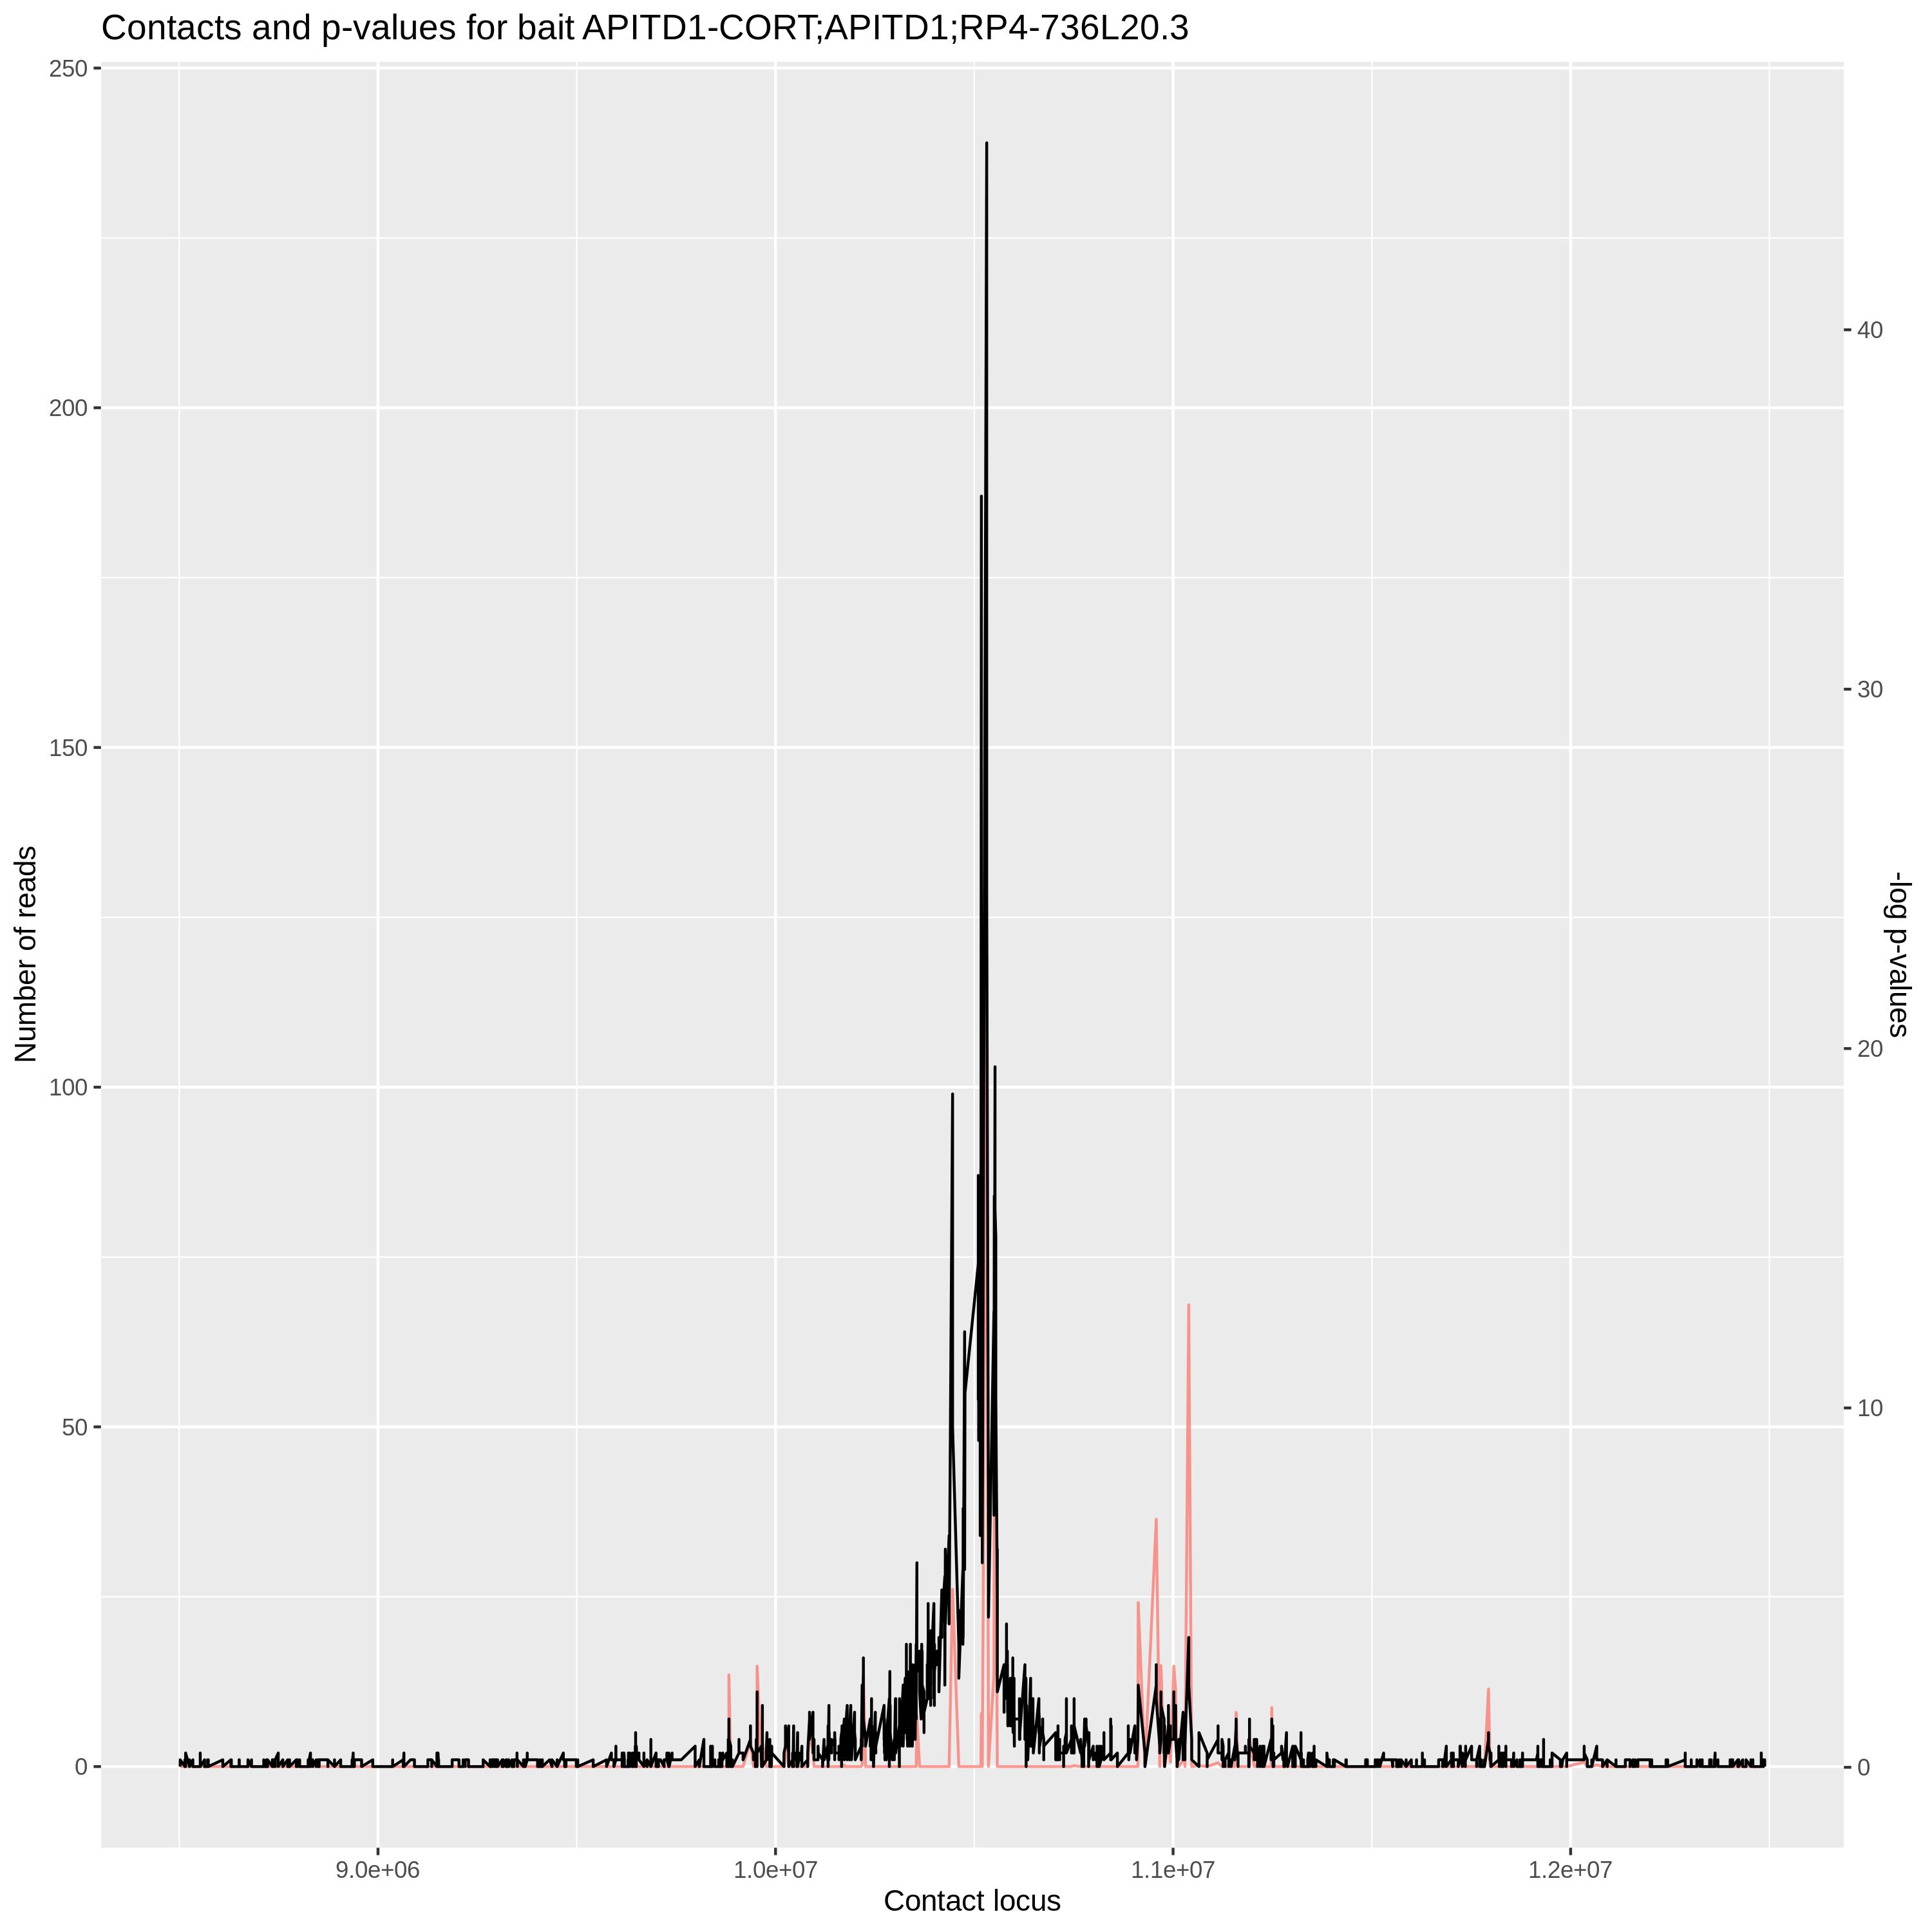 Contacts and p-values for bait APITD1-CORT;APITD1;RP4-736L20.3
250
200
150
100
50
0
Number of reads
40
30
20
10
0
-log p-values
9.0e+06
1.0e+07
1.1e+07
1.2e+07
Contact locus